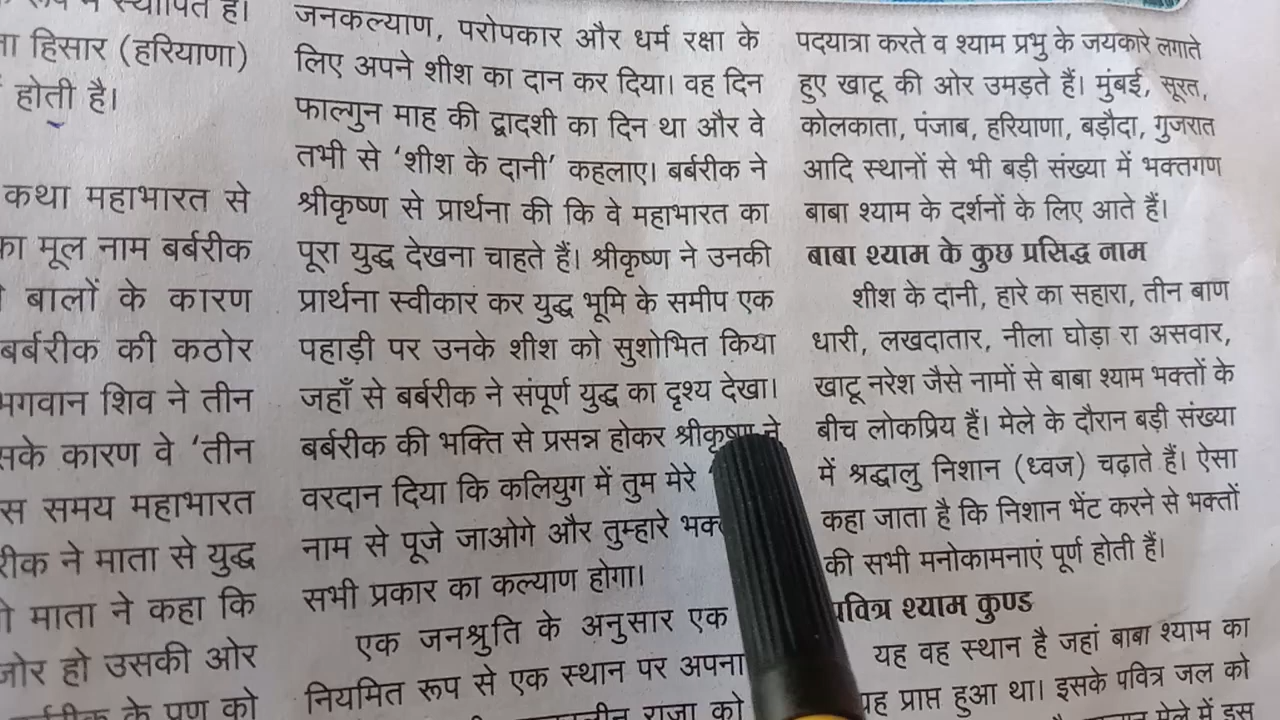 स्थापित है।
हिसार (हरियाणा)
होती है।
कथा महाभारत से
का मूल नाम बर्बरीक
बालों के कारण
बर्बरीक की कठोर
भगवान शिव ने तीन
के कारण वे ‘तीन
समय महाभारत
ने माता से युद्ध
माता ने कहा कि
हो उसकी ओर
के प्रण को
जनकल्याण, परोपकार और धर्म रक्षा के
लिए अपने शीश का दान कर दिया। वह दिन
फाल्गुन माह की द्वादशी का दिन था और वे
तभी से ‘शीश के दानी’ कहलाए। बर्बरीक ने
श्रीकृष्ण से प्रार्थना की कि वे महाभारत का
पूरा युद्ध देखना चाहते हैं। श्रीकृष्ण ने उनकी
प्रार्थना स्वीकार कर युद्ध भूमि के समीप एक
पहाड़ी पर उनके शीश को सुशोभित किया
जहाँ से बर्बरीक ने संपूर्ण युद्ध का दृश्य देखा।
बर्बरीक की भक्ति से प्रसन्न होकर श्रीकृष्ण ने
वरदान दिया कि कलियुग में तुम मेरे
नाम से पूजे जाओगे और तुम्हारे
सभी प्रकार का कल्याण होगा।
एक जनश्रुति के अनुसार एक
नियमित रूप से एक स्थान पर अपना
राजा को
पदयात्रा करते व श्याम प्रभु के जयकारे लगाते
हुए खाटू की ओर उमड़ते हैं। मुंबई, सूरत,
कोलकाता, पंजाब, हरियाणा, बड़ौदा, गुजरात
आदि स्थानों से भी बड़ी संख्या में भक्तगण
बाबा श्याम के दर्शनों के लिए आते हैं।
बाबा श्याम के कुछ प्रसिद्ध नाम
शीश के दानी, हारे का सहारा, तीन बाण
धारी, लखदातार, नीला घोड़ा रा असवार,
खाटू नरेश जैसे नामों से बाबा श्याम भक्तों के
बीच लोकप्रिय हैं। मेले के दौरान बड़ी संख्या
में श्रद्धालु निशान (ध्वज) चढ़ाते हैं। ऐसा
कहा जाता है कि निशान भेंट करने से भक्तों
की सभी मनोकामनाएं पूर्ण होती हैं।
पवित्र श्याम कुण्ड
यह वह स्थान है जहां बाबा श्याम का
प्राप्त हुआ था। इसके पवित्र जल को
मेले में इस